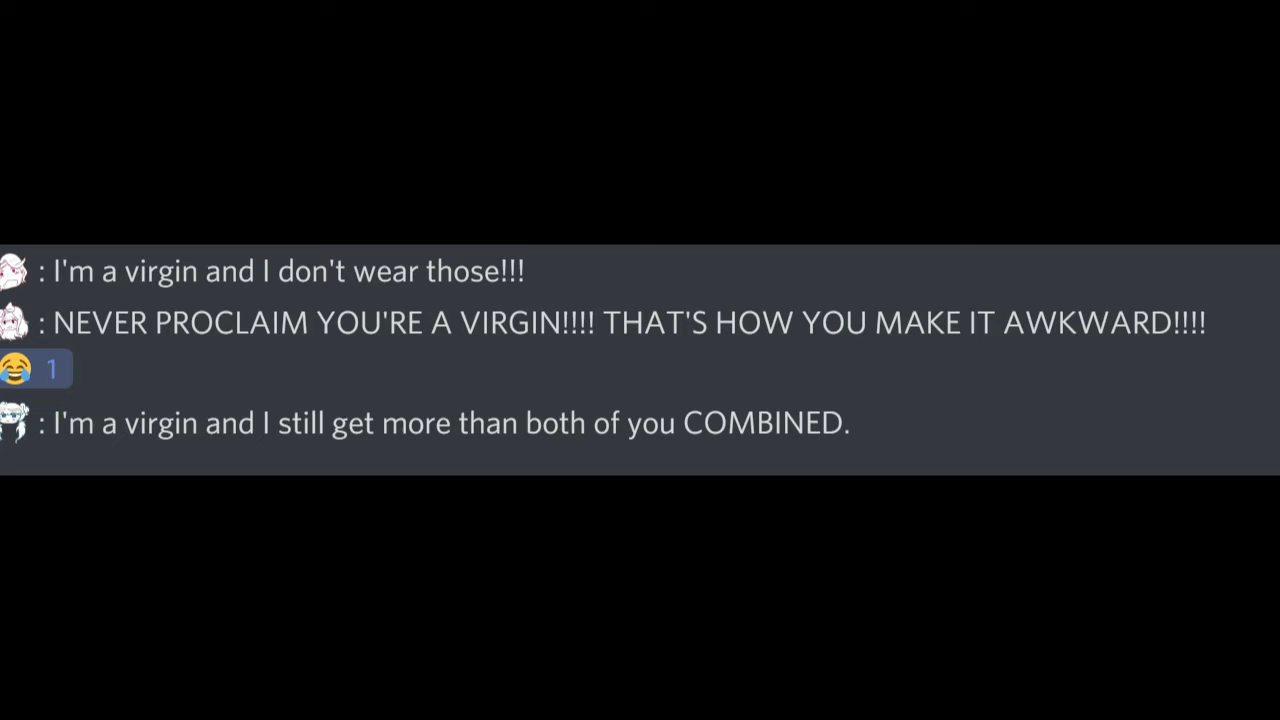 : I'm a virgin and I don't wear those!!!
: NEVER PROCLAIM YOU'RE A VIRGIN!!!! THAT'S HOW YOU MAKE IT AWKWARD!!!!
😂 1
: I'm a virgin and I still get more than both of you COMBINED.